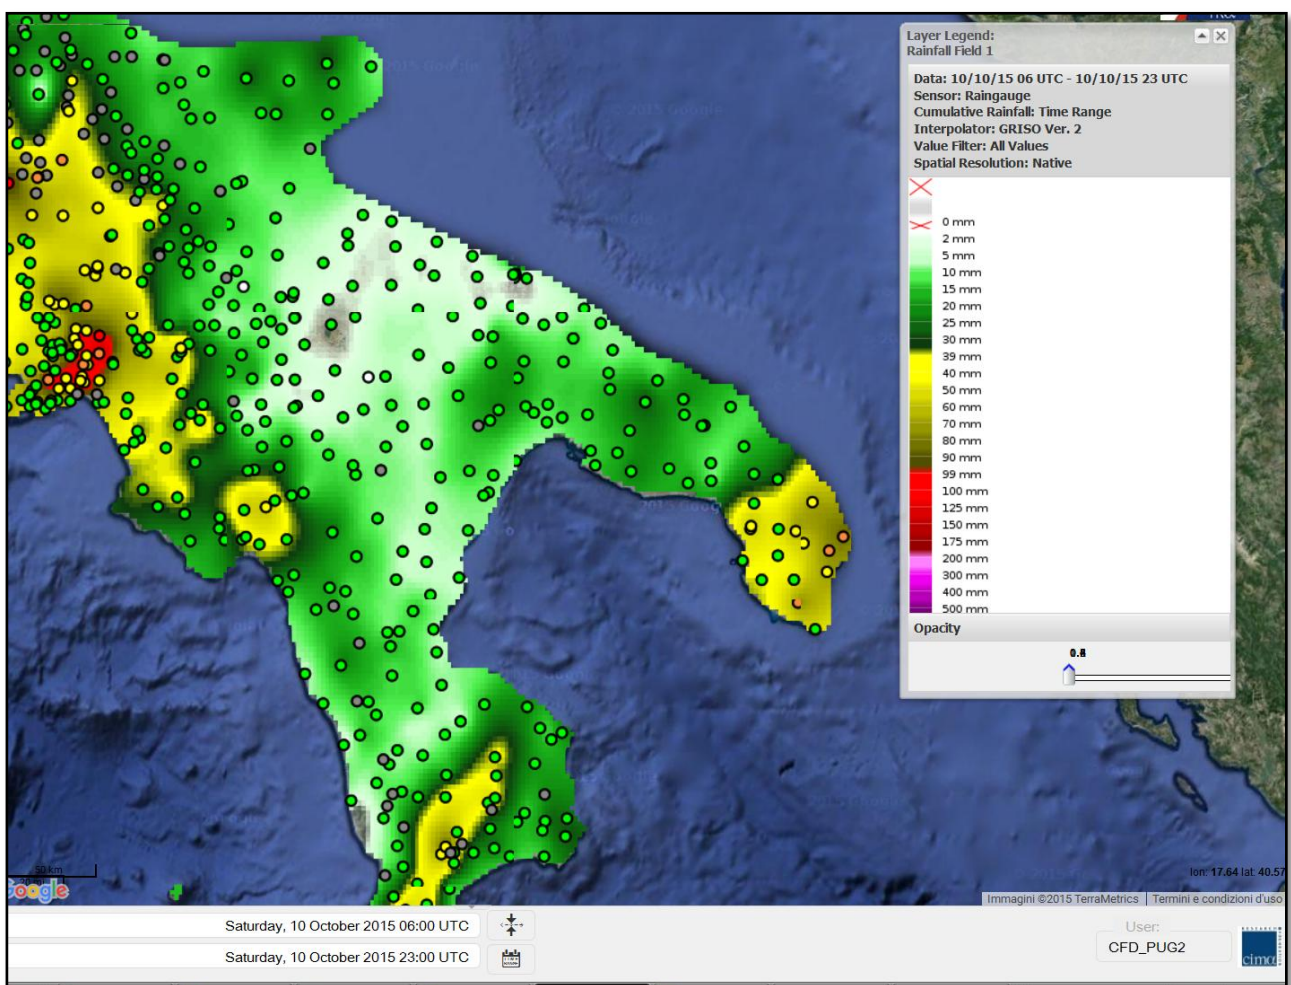 Layer Legend:
Rainfall Field 1
Data: 10/10/15 06 UTC - 10/10/15 23 UTC
Sensor: Raingauge
Cumulative Rainfall: Time Range
Interpolator: GRISO Ver. 2
Value Filter: All Values
Spatial Resolution: Native
0 mm
2 mm
5 mm
10 mm
15 mm
20 mm
25 mm
30 mm
39 mm
40 mm
50 mm
60 mm
70 mm
80 mm
90 mm
99 mm
100 mm
125 mm
150 mm
175 mm
200 mm
300 mm
400 mm
500 mm
Opacity
50 km
Google
lon: 17.64 lat: 40.57
Immagini ©2015 TerraMetrics
Termini e condizioni d'uso
Saturday, 10 October 2015 06:00 UTC
Saturday, 10 October 2015 23:00 UTC
User:
CFD_PUG2
cima